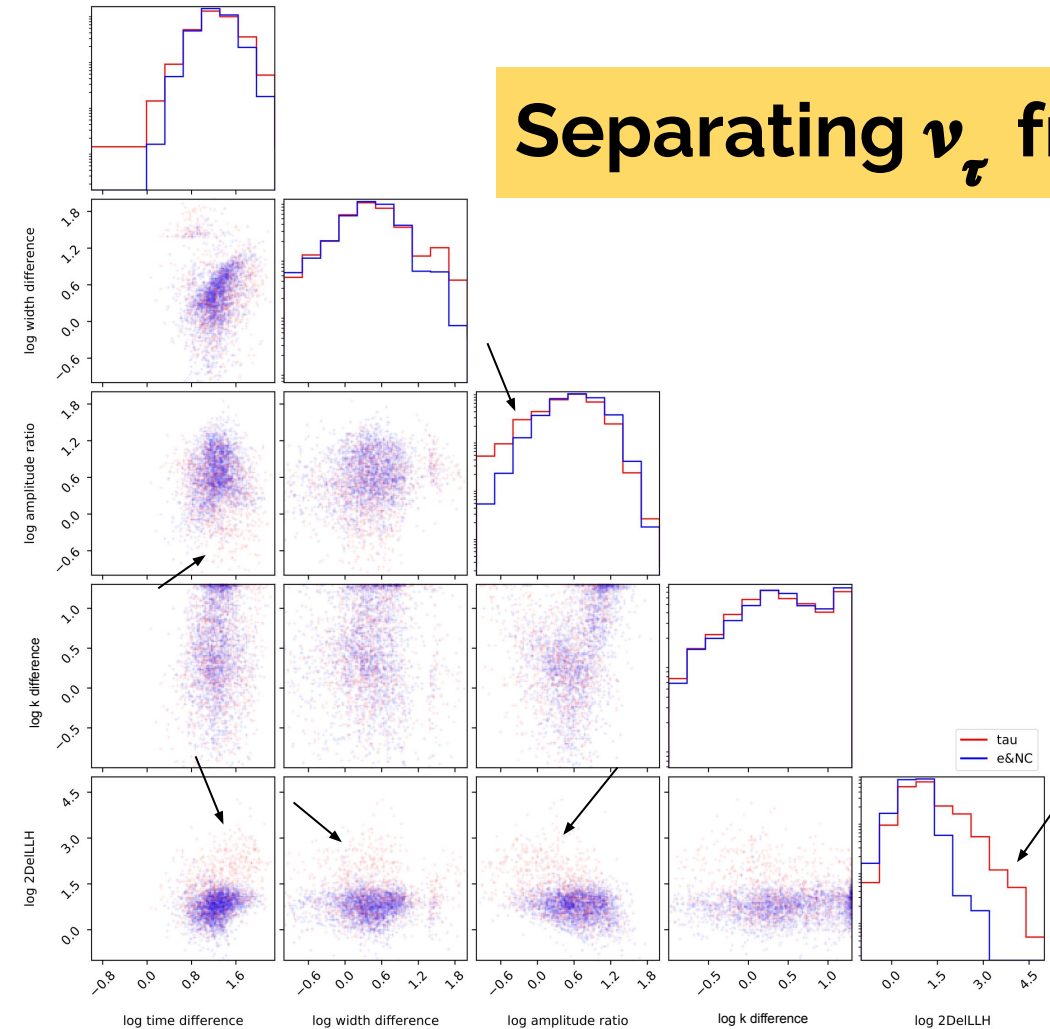 Separating ν_τ fr
1.8
1.2
0.6
0.0
−0.6
log width difference
1.8
1.2
0.6
0.0
−0.6
log amplitude ratio
1.0
0.5
0.0
−0.5
log k difference
tau
e&NC
4.5
3.0
1.5
0.0
log 2DelLLH
−0.8 0.0 0.8 1.6 −0.6 0.0 0.6 1.2 1.8 −0.6 0.0 0.6 1.2 1.8 −0.5 0.0 0.5 1.0 0.0 1.5 3.0 4.5
log time difference log width difference log amplitude ratio log k difference log 2DelLLH